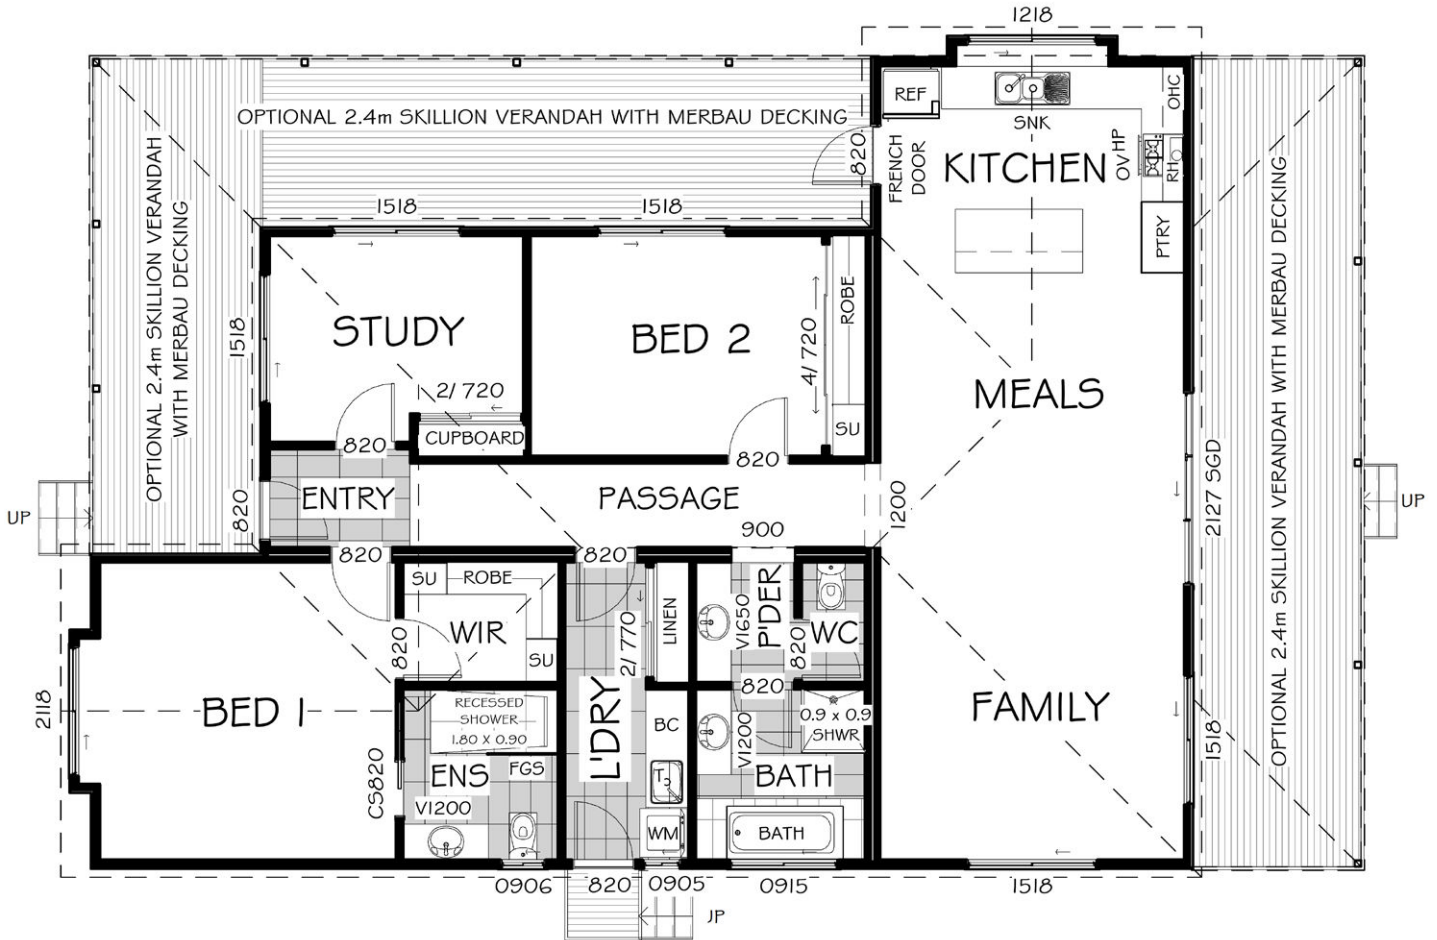 1218
REF
OHC
OPTIONAL 2.4m SKILLION VERANDAH WITH MERBAU DECKING
SNK
820
FRENCH
DOOR
KITCHEN
OV
HP
RH
OPTIONAL 2.4m SKILLION VERANDAH
WITH MERBAU DECKING
1518
1518
PTRY
OPTIONAL 2.4m SKILLION VERANDAH WITH MERBAU DECKING
1518
STUDY
BED 2
ROBE
4/ 720
MEALS
2/ 720
CUPBOARD
SU
820
820
UP
820
ENTRY
PASSAGE
1200
2127 SGD
UP
900
820
820
SU
ROBE
WIR
820
SU
LINEN
2/ 770
V1650
P'DER
820
WC
820
2118
BED 1
RECESSED
SHOWER
1.80 X 0.90
L'DRY
BC
V1200
0.9 x 0.9
SHWR
FAMILY
1518
CS820
ENS
FGS
V1200
T
BATH
WM
BATH
0906
820
0905
0915
1518
UP